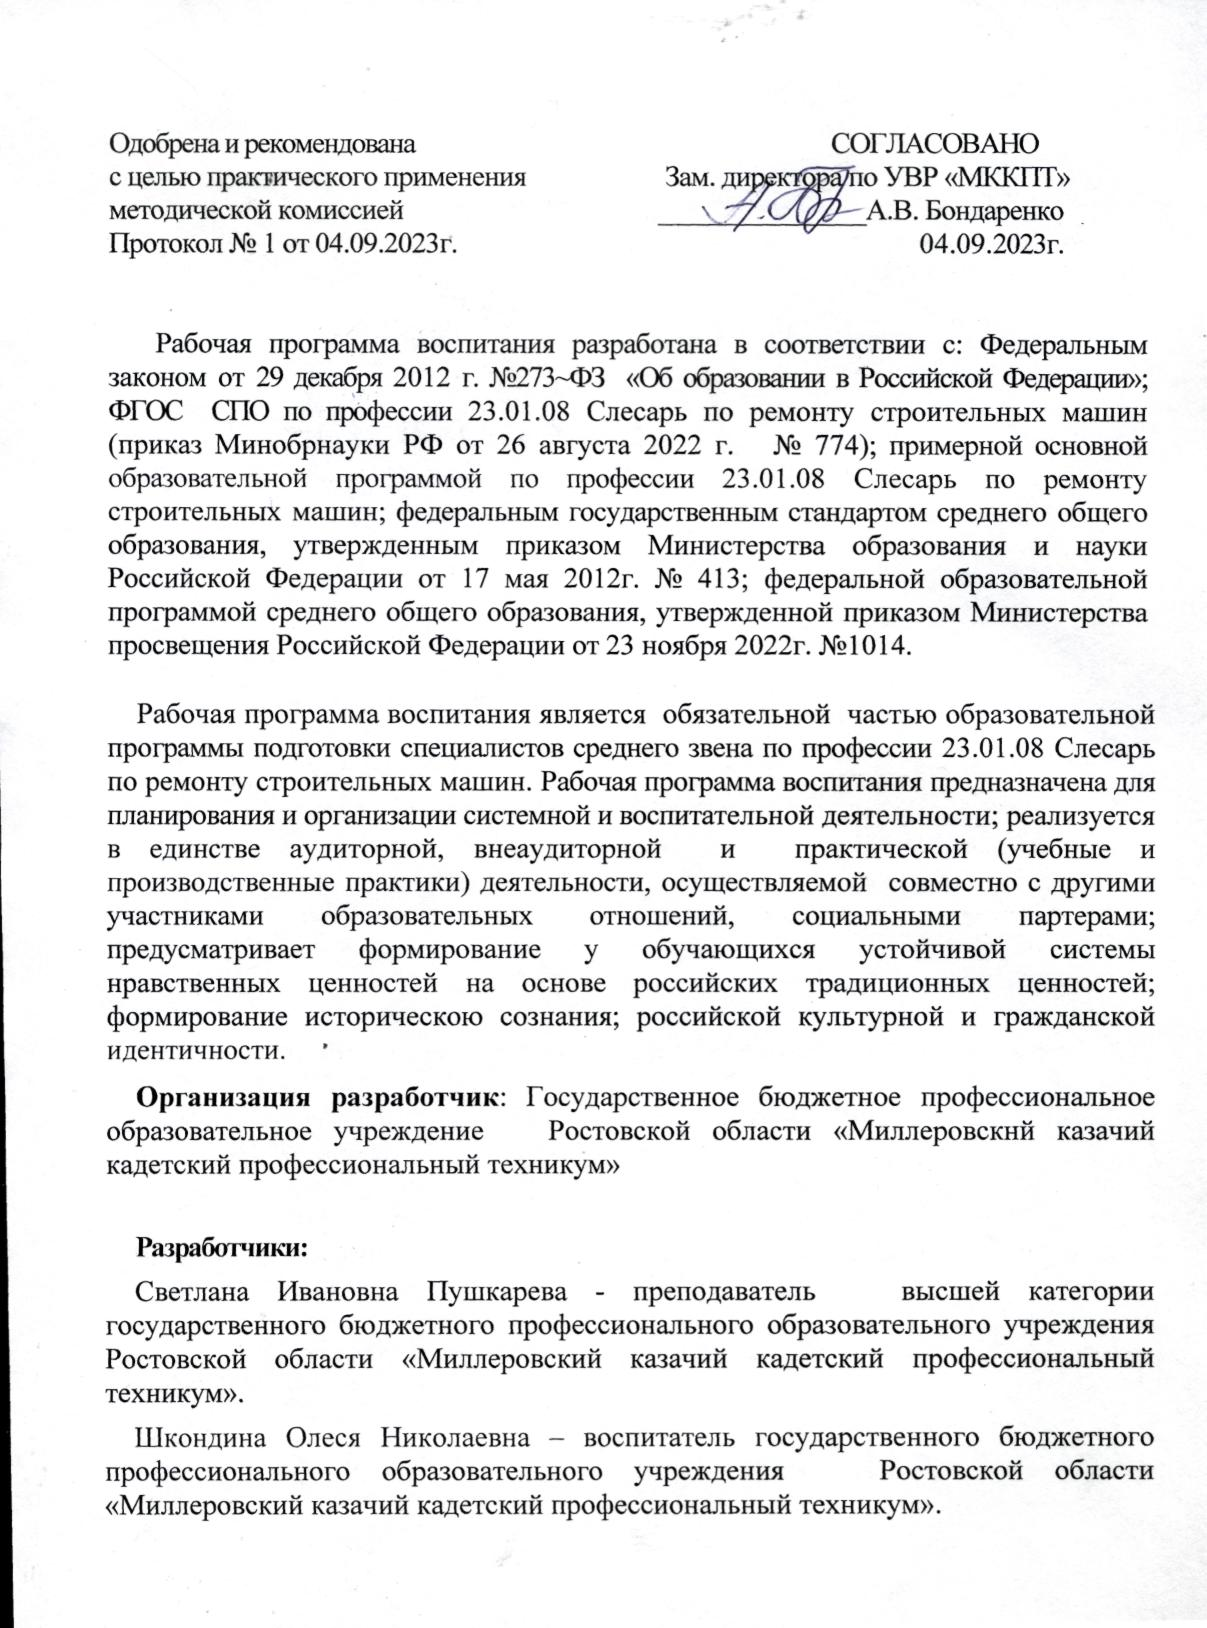 Одобрена и рекомендована
с целью практического применения
методической комиссией
Протокол № 1 от 04.09.2023г.
СОГЛАСОВАНО
Зам. директора по УВР «МККПТ»
А.В. Бондаренко
04.09.2023г.
Рабочая программа воспитания разработана в соответствии с: Федеральным
законом от 29 декабря 2012 г. №273~ФЗ «Об образовании в Российской Федерации»;
ФГОС СПО по профессии 23.01.08 Слесарь по ремонту строительных машин
(приказ Минобрнауки РФ от 26 августа 2022 г. № 774); примерной основной
образовательной программой по профессии 23.01.08 Слесарь по ремонту
строительных машин; федеральным государственным стандартом среднего общего
образования, утвержденным приказом Министерства образования и науки
Российской Федерации от 17 мая 2012г. № 413; федеральной образовательной
программой среднего общего образования, утвержденной приказом Министерства
просвещения Российской Федерации от 23 ноября 2022г. №1014.
Рабочая программа воспитания является обязательной частью образовательной
программы подготовки специалистов среднего звена по профессии 23.01.08 Слесарь
по ремонту строительных машин. Рабочая программа воспитания предназначена для
планирования и организации системной и воспитательной деятельности; реализуется
в единстве аудиторной, внеаудиторной и практической (учебные и
производственные практики) деятельности, осуществляемой совместно с другими
участниками образовательных отношений, социальными партерами;
предусматривает формирование у обучающихся устойчивой системы
нравственных ценностей на основе российских традиционных ценностей;
формирование историческою сознания; российской культурной и гражданской
идентичности.
Организация разработчик: Государственное бюджетное профессиональное
образовательное учреждение Ростовской области «Миллеровскнй казачий
кадетский профессиональный техникум»
Разработчики:
Светлана Ивановна Пушкарева - преподаватель высшей категории
государственного бюджетного профессионального образовательного учреждения
Ростовской области «Миллеровский казачий кадетский профессиональный
техникум».
Шкондина Олеся Николаевна – воспитатель государственного бюджетного
профессионального образовательного учреждения Ростовской области
«Миллеровский казачий кадетский профессиональный техникум».